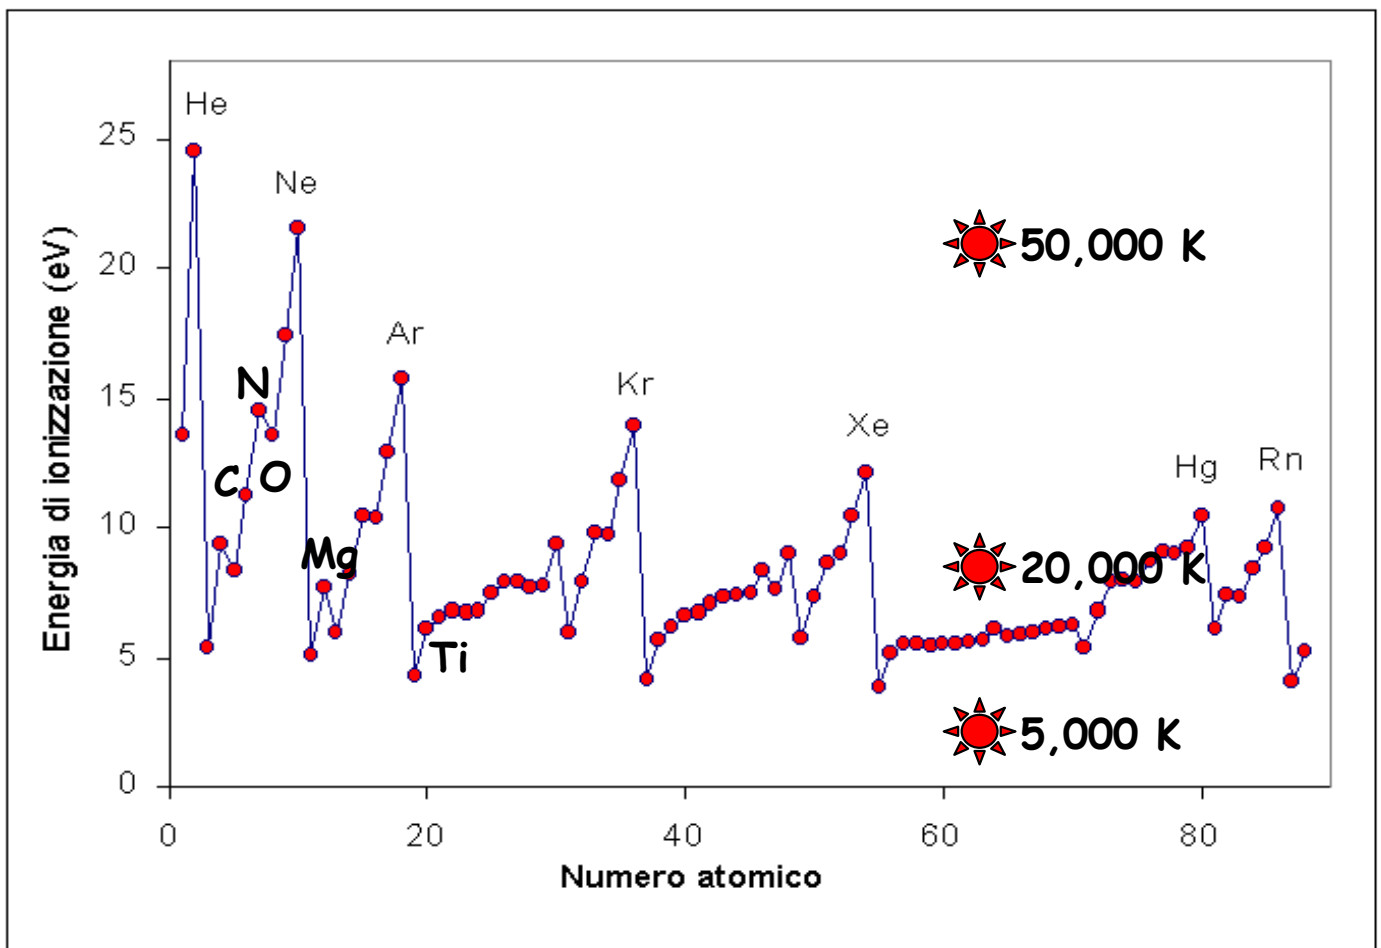 He
25
Ne
Energia di ionizzazione (eV)
50,000 K
20
Ar
N
Kr
15
Xe
Hg
Rn
C
O
10
Mg
20,000 K
Ti
5
5,000 K
0
0
20
40
60
80
Numero atomico